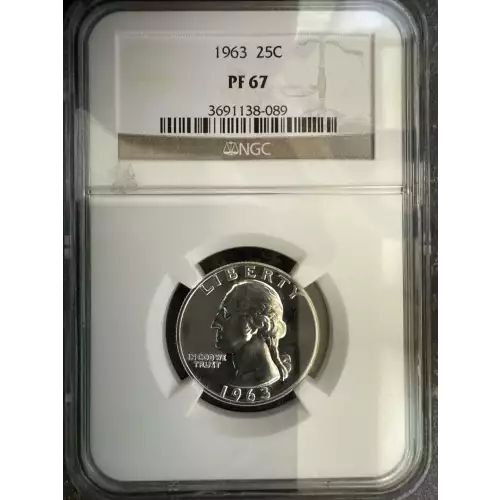 1963 25C
PF 67
3691138-089
NGC
LIBERTY
IN GOD WE
TRUST
1963